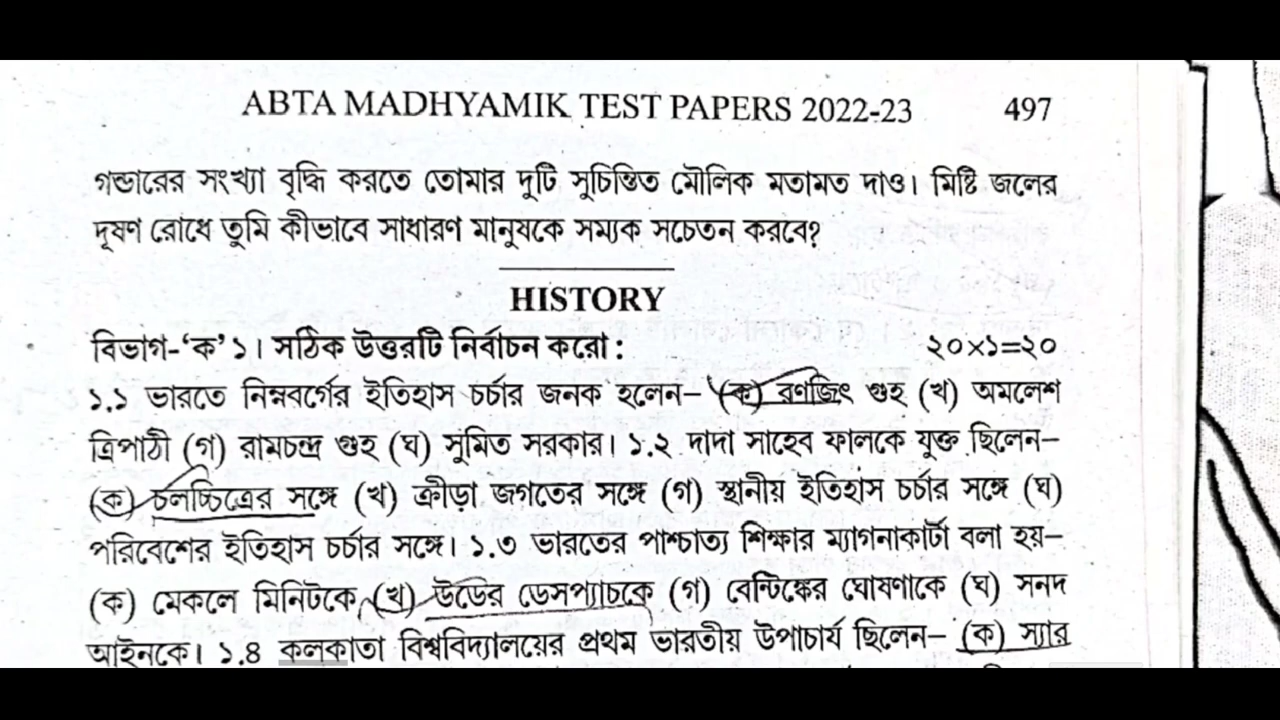 ABTA MADHYAMIK TEST PAPERS 2022-23 497
গন্ডারের সংখ্যা বৃদ্ধি করতে তোমার দুটি সুচিন্তিত মৌলিক মতামত দাও। মিষ্টি জলের
দূষণ রোধে তুমি কীভাবে সাধারণ মানুষকে সম্যক সচেতন করবে?
HISTORY
বিভাগ-‘ক’ ১। সঠিক উত্তরটি নির্বাচন করো : ২০×১=২০
১.১ ভারতে নিম্নবর্গের ইতিহাস চর্চার জনক হলেন– (ক) রণজিৎ গুহ (খ) অমলেশ
ত্রিপাঠী (গ) রামচন্দ্র গুহ (ঘ) সুমিত সরকার। ১.২ দাদা সাহেব ফালকে যুক্ত ছিলেন–
(ক) চলচ্চিত্রের সঙ্গে (খ) ক্রীড়া জগতের সঙ্গে (গ) স্থানীয় ইতিহাস চর্চার সঙ্গে (ঘ)
পরিবেশের ইতিহাস চর্চার সঙ্গে। ১.৩ ভারতের পাশ্চাত্য শিক্ষার ম্যাগনাকার্টা বলা হয়–
(ক) মেকলে মিনিটকে (খ) উডের ডেসপ্যাচকে (গ) বেন্টিঙ্কের ঘোষণাকে (ঘ) সনদ
আইনকে। ১.৪ কলকাতা বিশ্ববিদ্যালয়ের প্রথম ভারতীয় উপাচার্য ছিলেন– (ক) স্যার